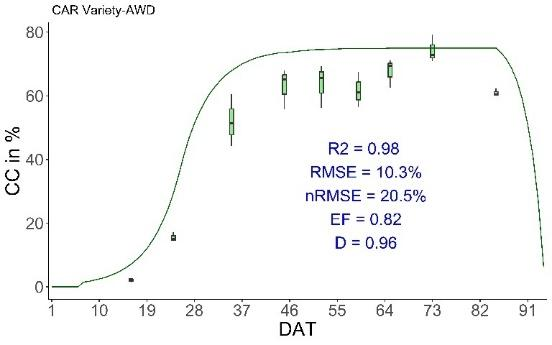 CAR Variety-AWD
80
60
40
20
0
CC in %
R2 = 0.98
RMSE = 10.3%
nRMSE = 20.5%
EF = 0.82
D = 0.96
1 10 19 28 37 46 55 64 73 82 91
DAT